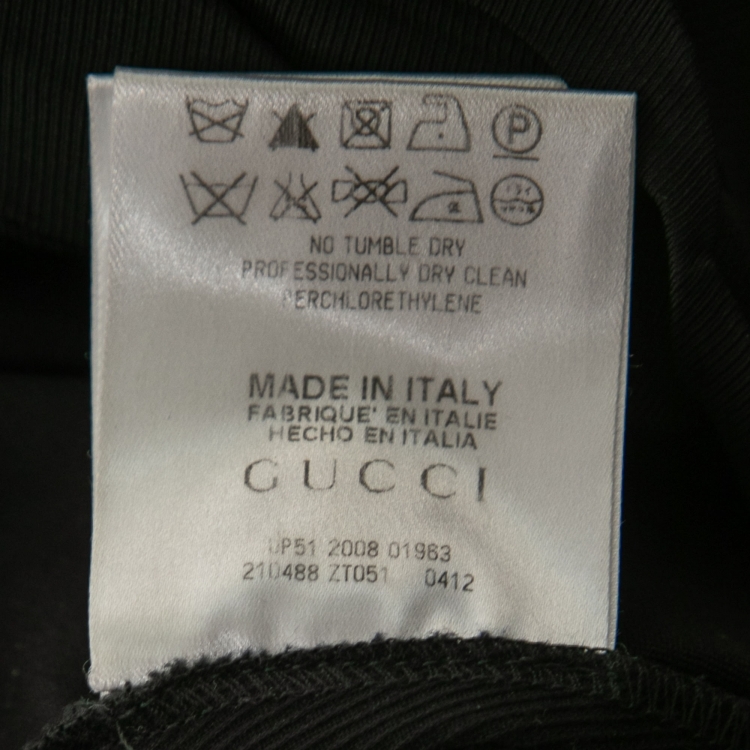 P
NO TUMBLE DRY
PROFESSIONALLY DRY CLEAN
PERCHLORETHYLENE
MADE IN ITALY
FABRIQUE' EN ITALIE
HECHO EN ITALIA
GUCCI
2008 01963
210488 ZT051 0412